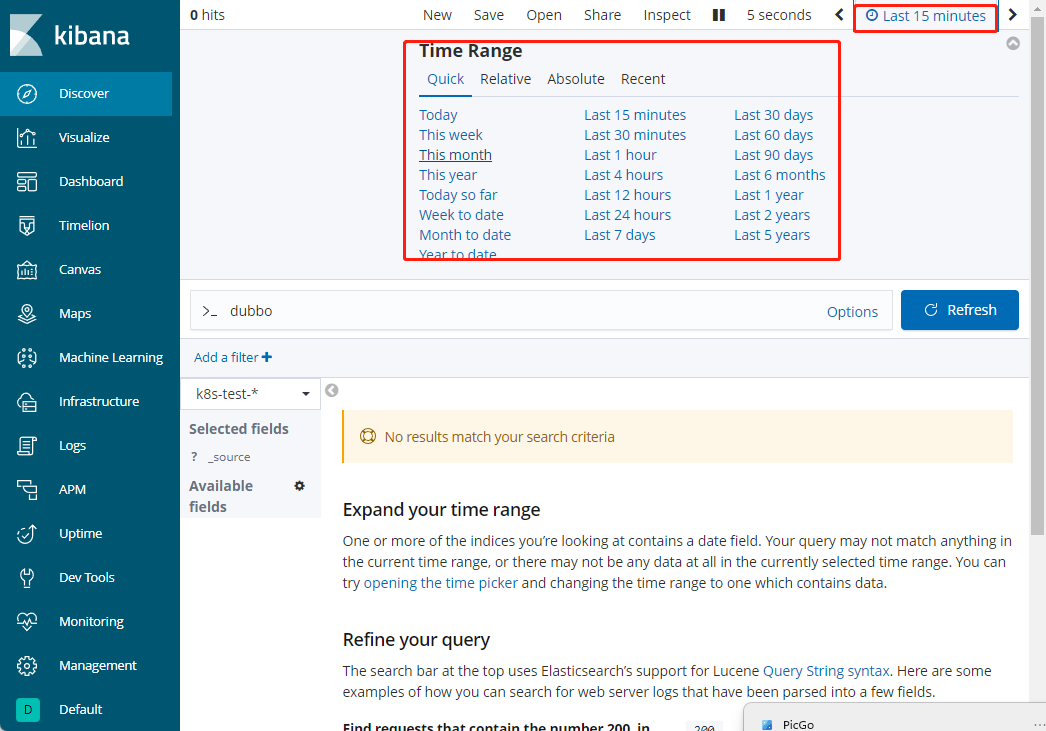 kibana
Discover
Visualize
Dashboard
Timelion
Canvas
Maps
Machine Learning
Infrastructure
Logs
APM
Uptime
Dev Tools
Monitoring
Management
D Default
0 hits New Save Open Share Inspect 5 seconds Last 15 minutes
Time Range
Quick Relative Absolute Recent
Today Last 15 minutes Last 30 days
This week Last 30 minutes Last 60 days
This month Last 1 hour Last 90 days
This year Last 4 hours Last 6 months
Today so far Last 12 hours Last 1 year
Week to date Last 24 hours Last 2 years
Month to date Last 7 days Last 5 years
Year to date
>_ dubbo Options Refresh
Add a filter +
k8s-test-*
Selected fields
? _source
Available
fields
No results match your search criteria
Expand your time range
One or more of the indices you’re looking at contains a date field. Your query may not match anything in
the current time range, or there may not be any data at all in the currently selected time range. You can
try opening the time picker and changing the time range to one which contains data.
Refine your query
The search bar at the top uses Elasticsearch’s support for Lucene Query String syntax. Here are some
examples of how you can search for web server logs that have been parsed into a few fields.
Find requests that contain the number 200, in 200
PicGo ...